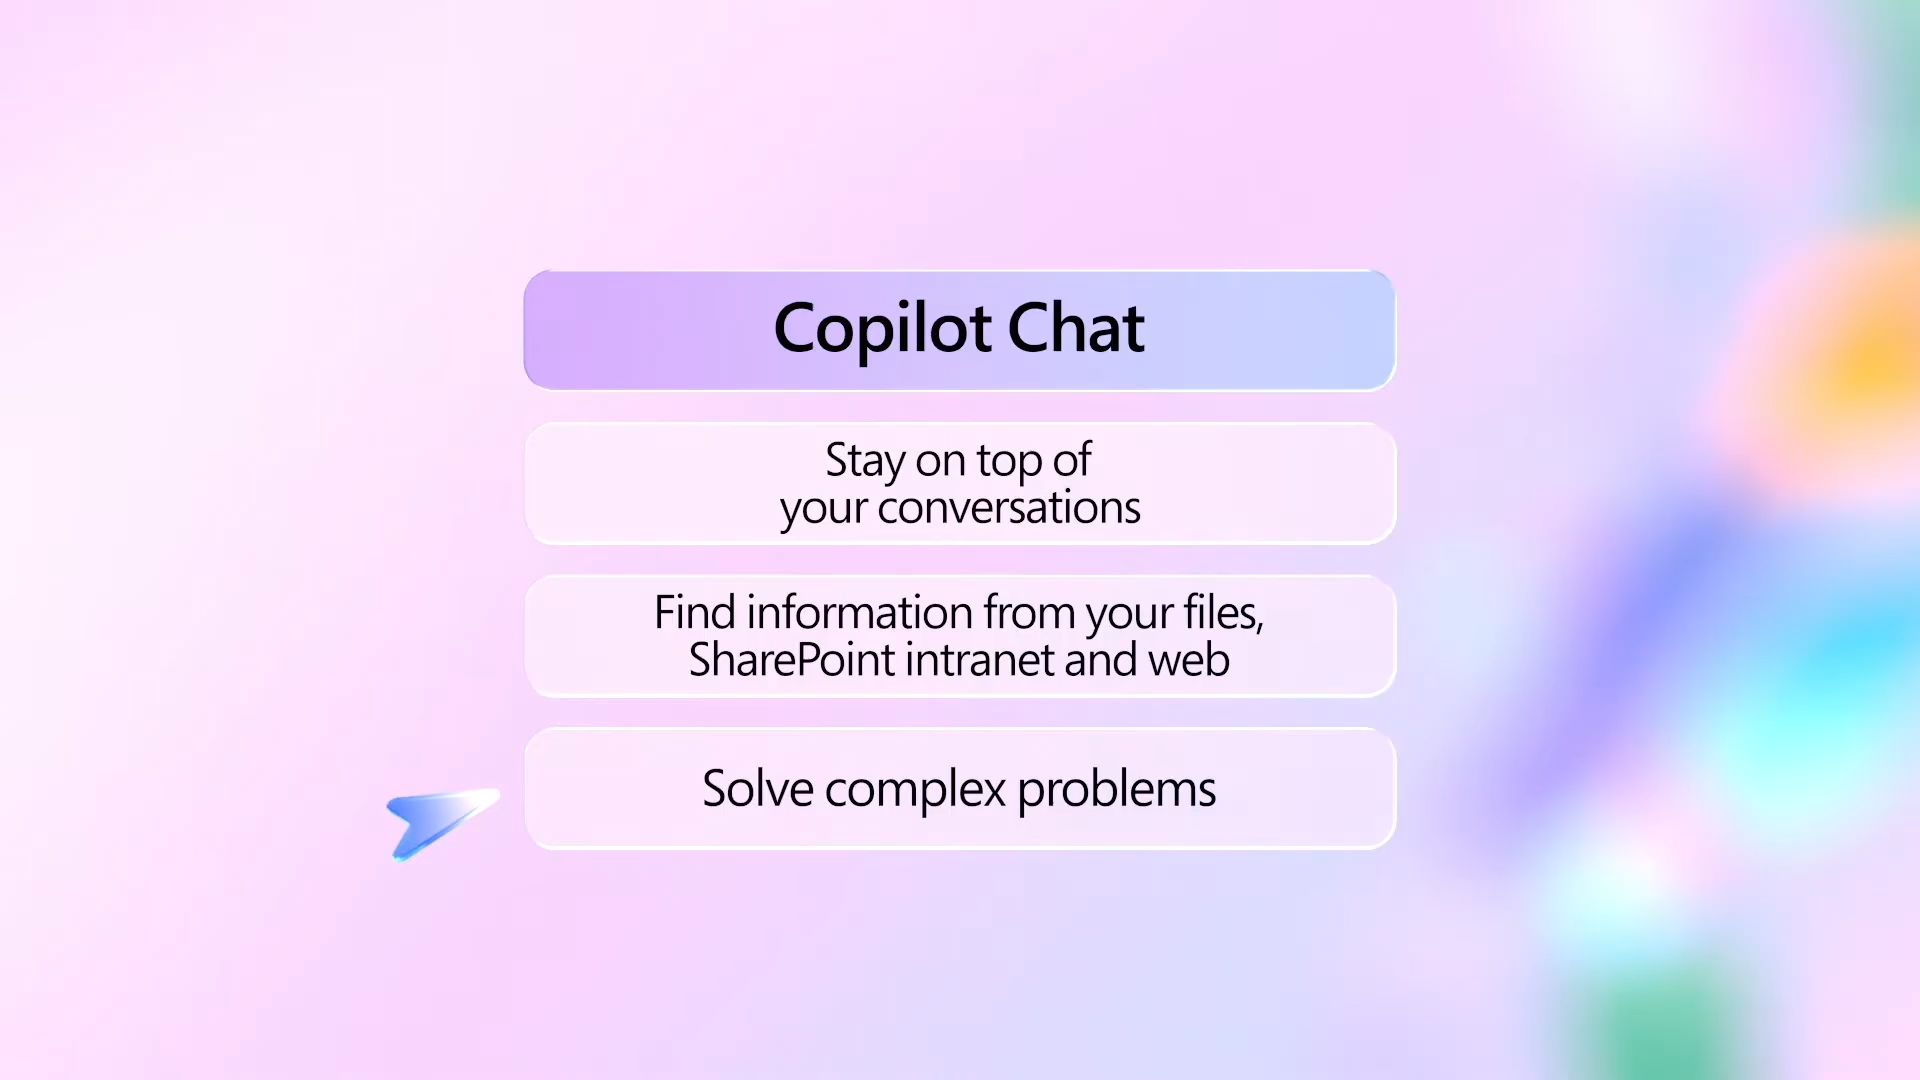 Copilot Chat
Stay on top of
your conversations
Find information from your files,
SharePoint intranet and web
Solve complex problems